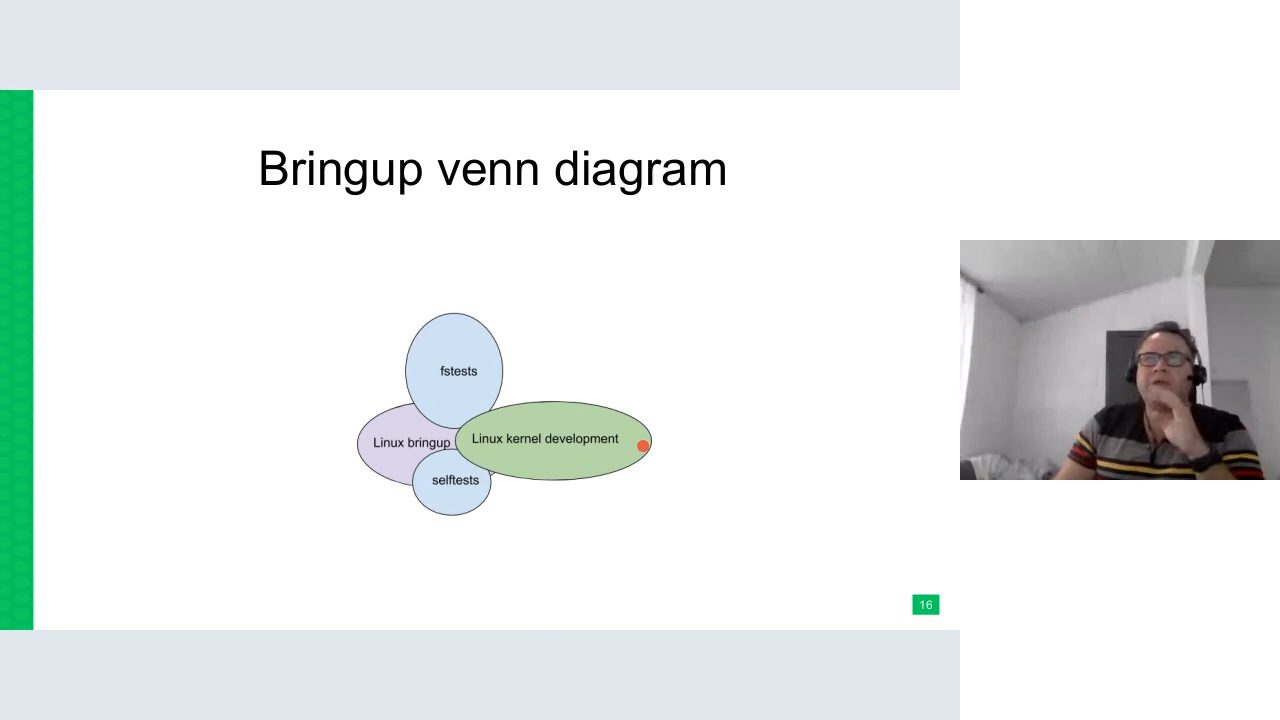 Bringup venn diagram
fstests
Linux bringup
Linux kernel development
selftests
16